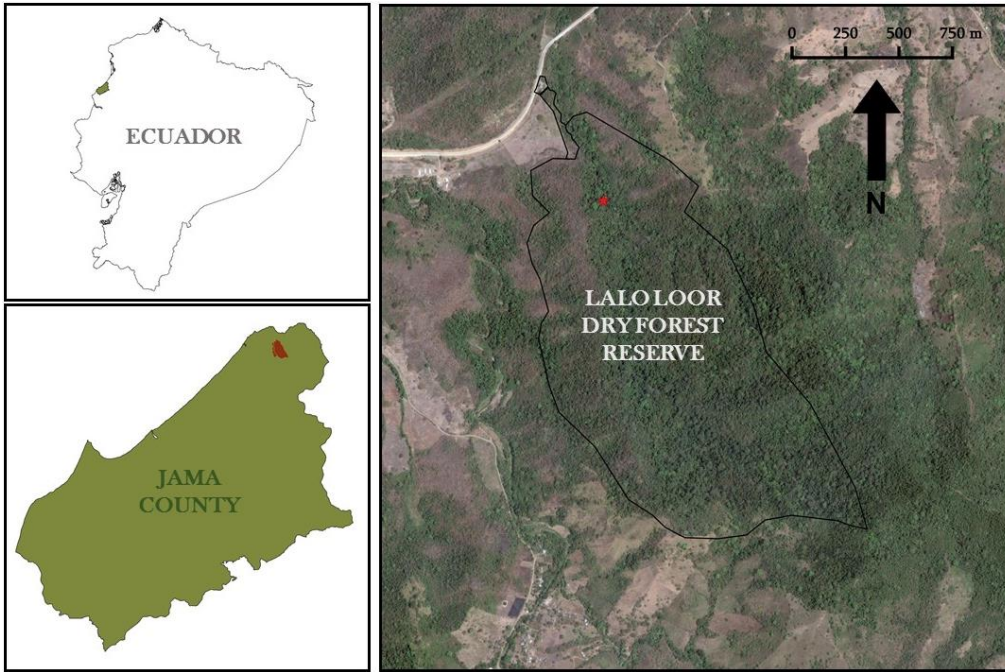 ECUADOR
JAMA
COUNTY
0 250 500 750 m
N
LALO LOOR
DRY FOREST
RESERVE